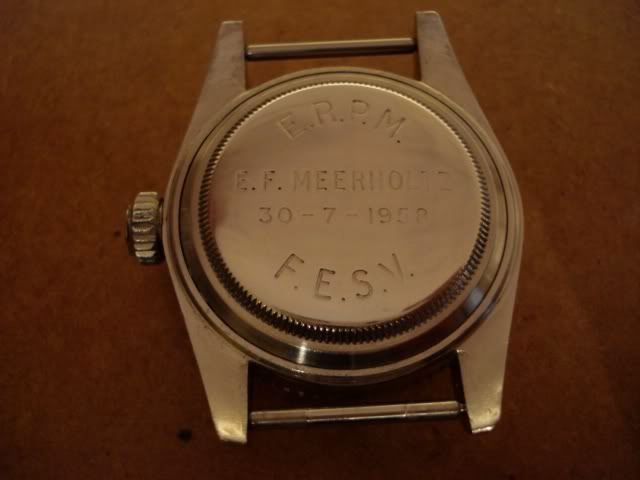 E.R.P.M.
E.F. MEERHOLTZ
30-7-1958
F.E.S.V.